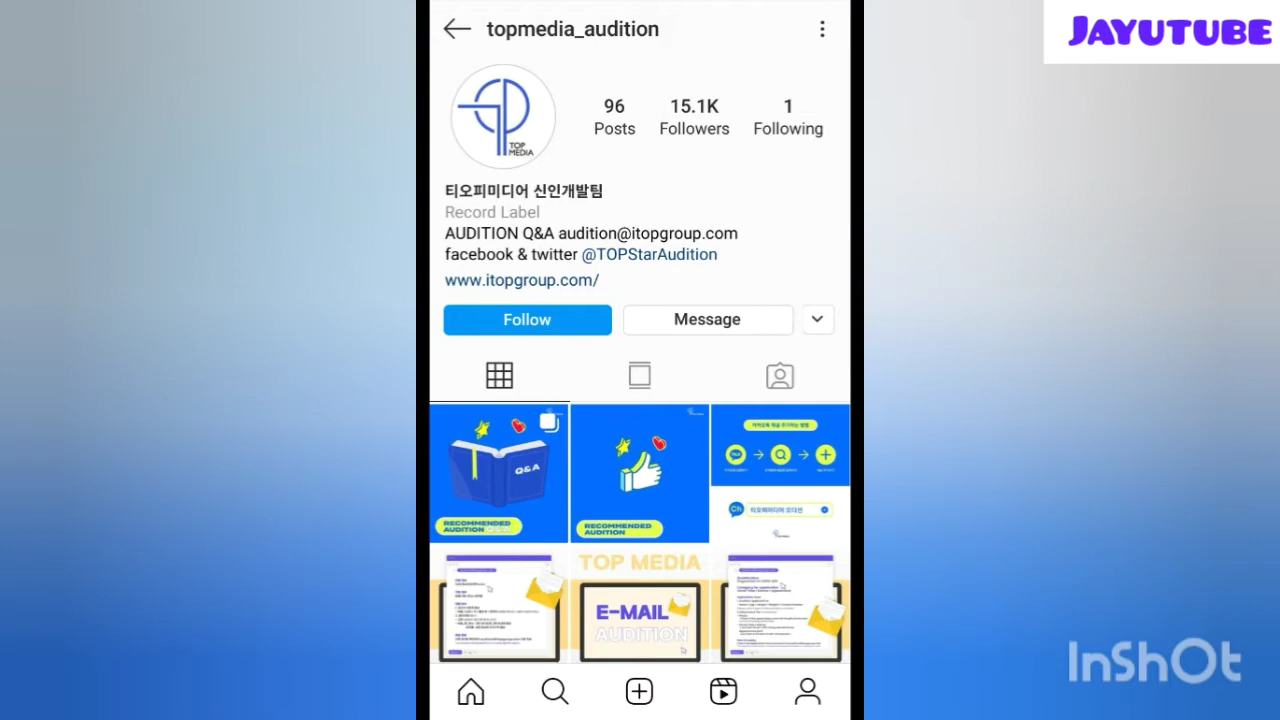 topmedia_audition
JAYUTUBE
TOP
MEDIA
96
Posts
15.1K
Followers
1
Following
티오피미디어 신인개발팀
Record Label
AUDITION Q&A audition@itopgroup.com
facebook & twitter @TOPStarAudition
www.itopgroup.com/
Follow
Message
Q&A
RECOMMENDED
AUDITION
RECOMMENDED
AUDITION
Ch
티오피미디어 오디션
TOP MEDIA
E-MAIL
AUDITION
InShOt